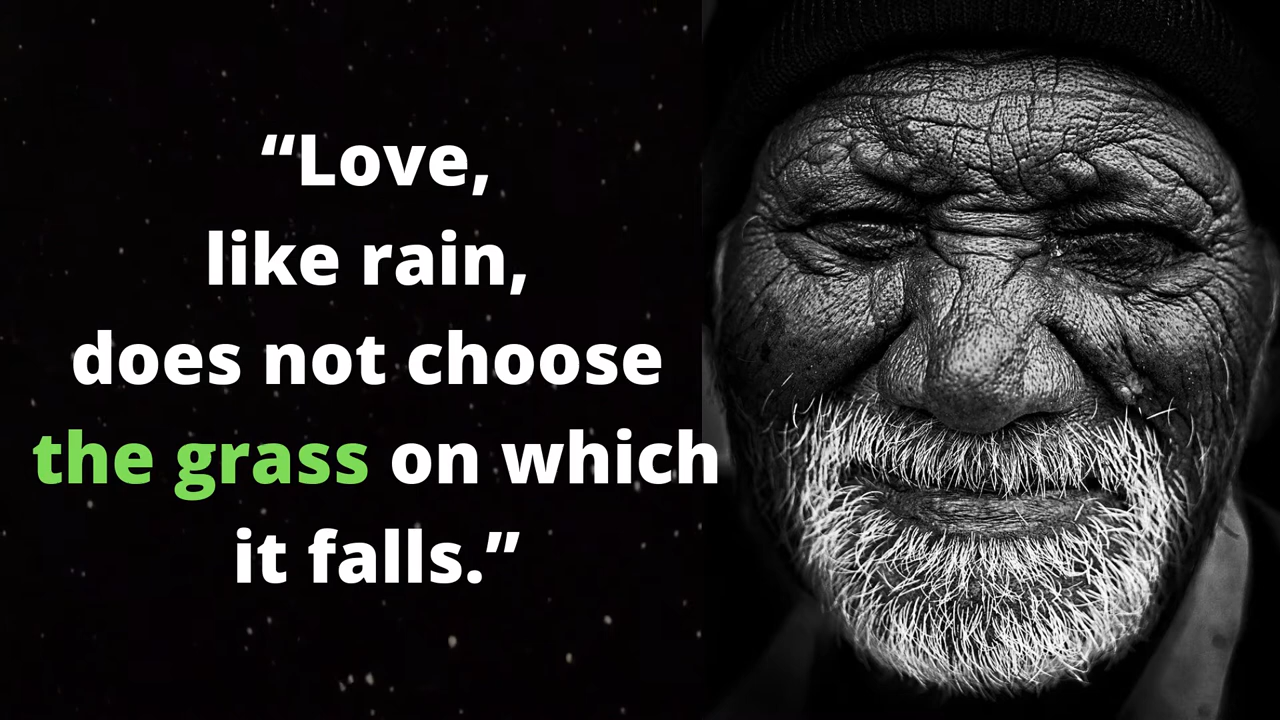 “Love,
like rain,
does not choose
the grass on which
it falls.”